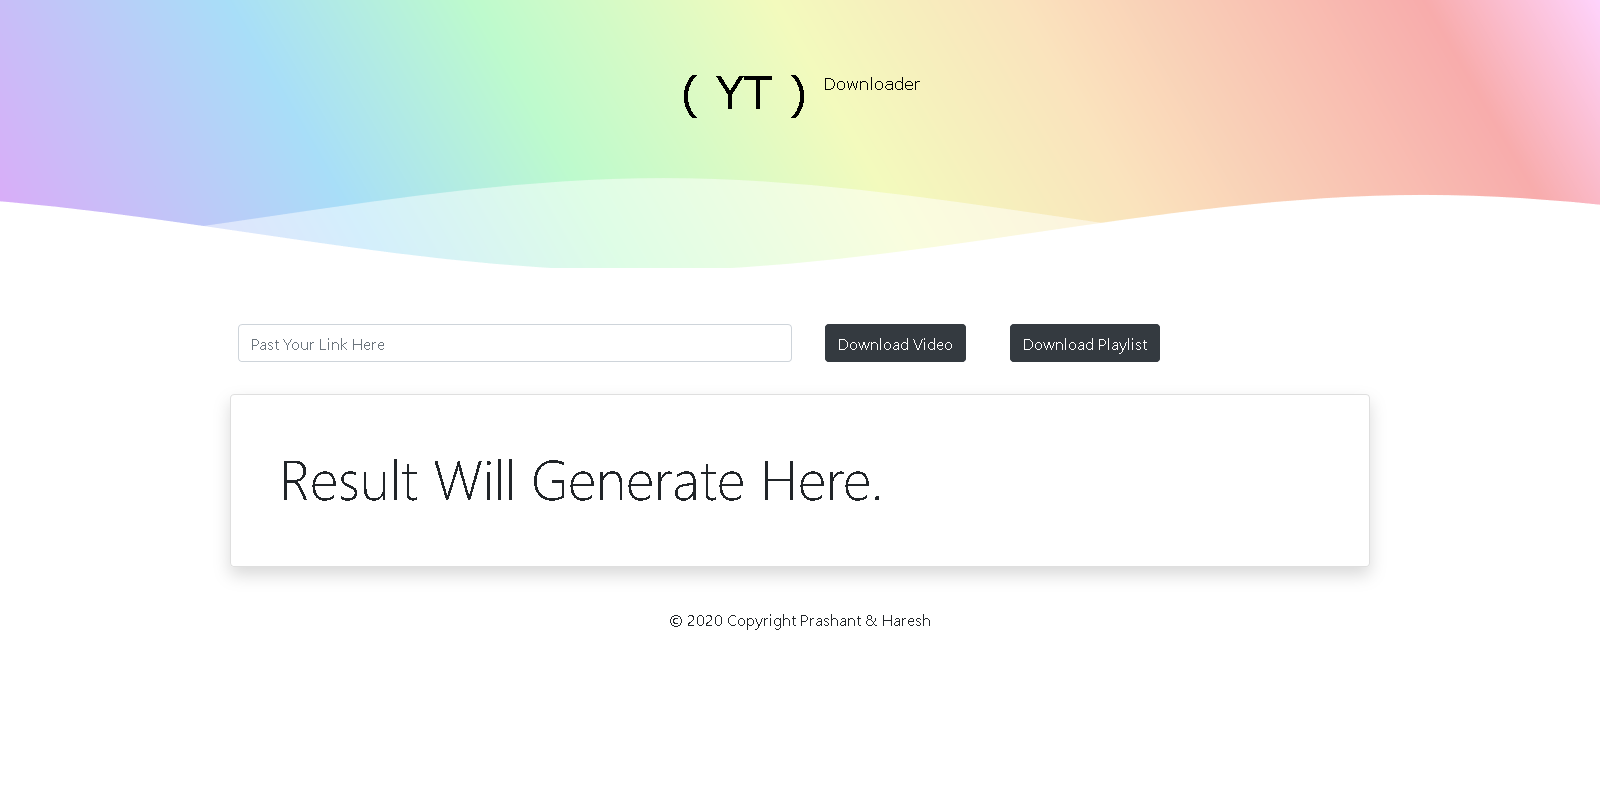 ( YT ) Downloader
Past Your Link Here
Download Video
Download Playlist
Result Will Generate Here.
© 2020 Copyright Prashant & Haresh